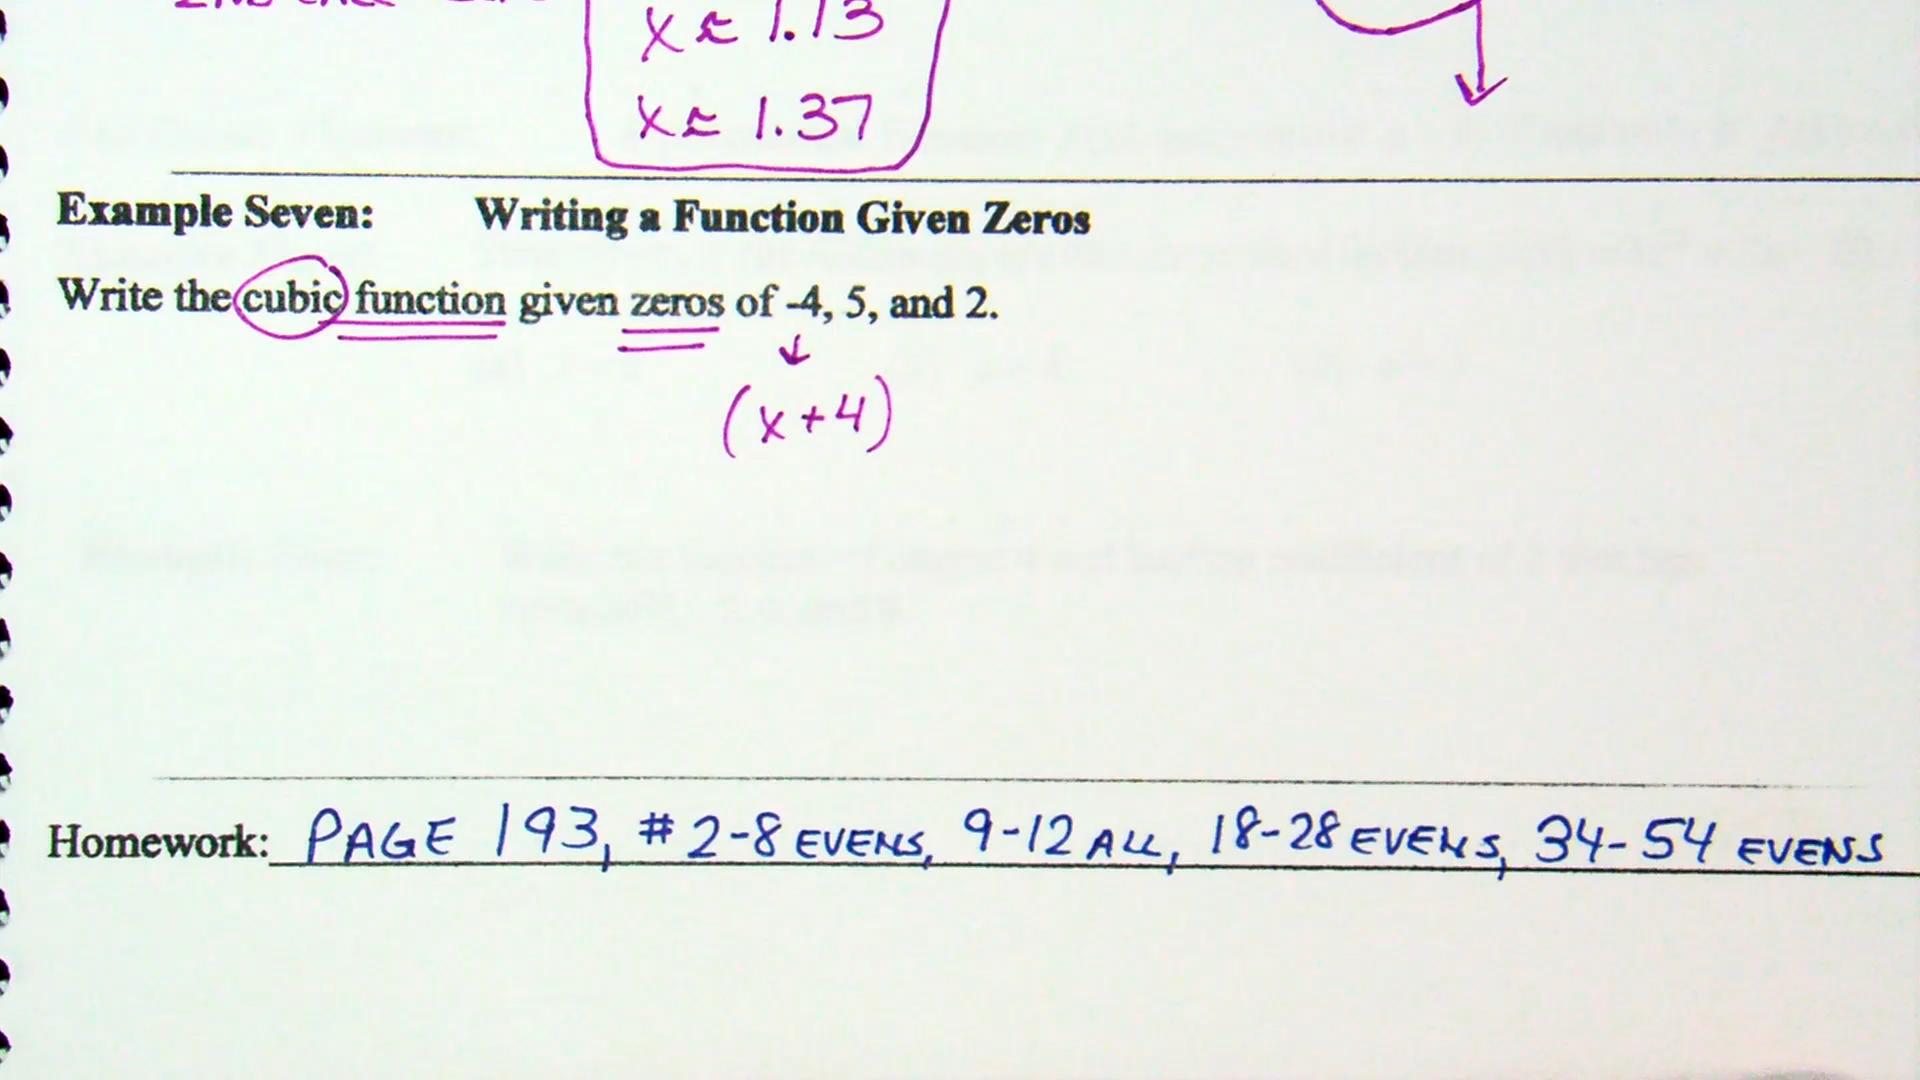 x ≈ 1.13
x ≈ 1.37
Example Seven: Writing a Function Given Zeros
Write the cubic function given zeros of -4, 5, and 2.
(x+4)
Homework: PAGE 193, # 2-8 EVENS, 9-12 ALL, 18-28 EVENS, 34-54 EVENS